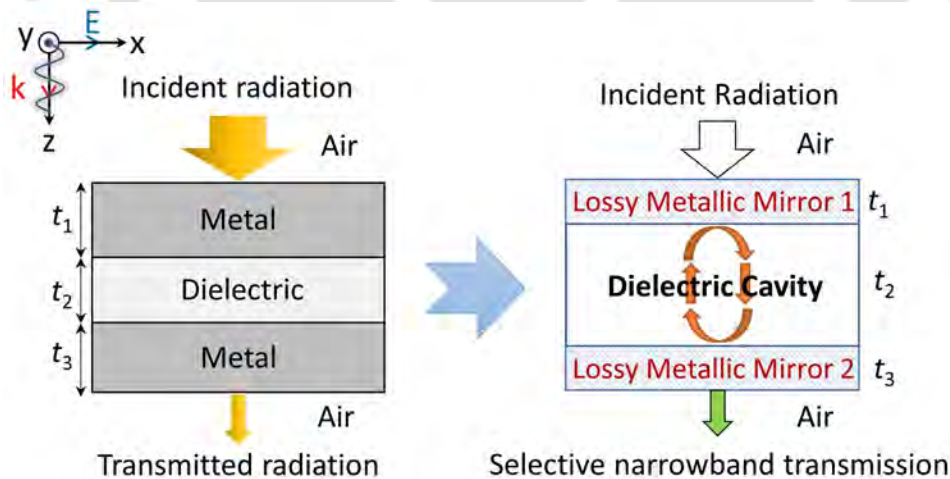 y
E
x
k
z
Incident radiation
Air
t1
Metal
t2
Dielectric
t3
Metal
Air
Transmitted radiation
Incident Radiation
Air
Lossy Metallic Mirror 1
t1
Dielectric Cavity
t2
Lossy Metallic Mirror 2
t3
Air
Selective narrowband transmission